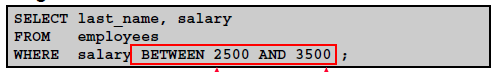 SELECT last_name, salary
FROM   employees
WHERE  salary BETWEEN 2500 AND 3500 ;